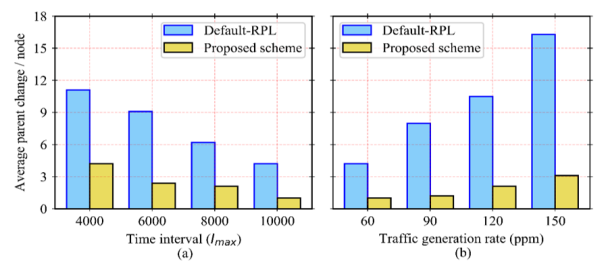 Average parent change / node
18
15
12
9
6
3
0
Default-RPL
Proposed scheme
4000 6000 8000 10000
Time interval (I_max)
(a)
Default-RPL
Proposed scheme
60 90 120 150
Traffic generation rate (ppm)
(b)